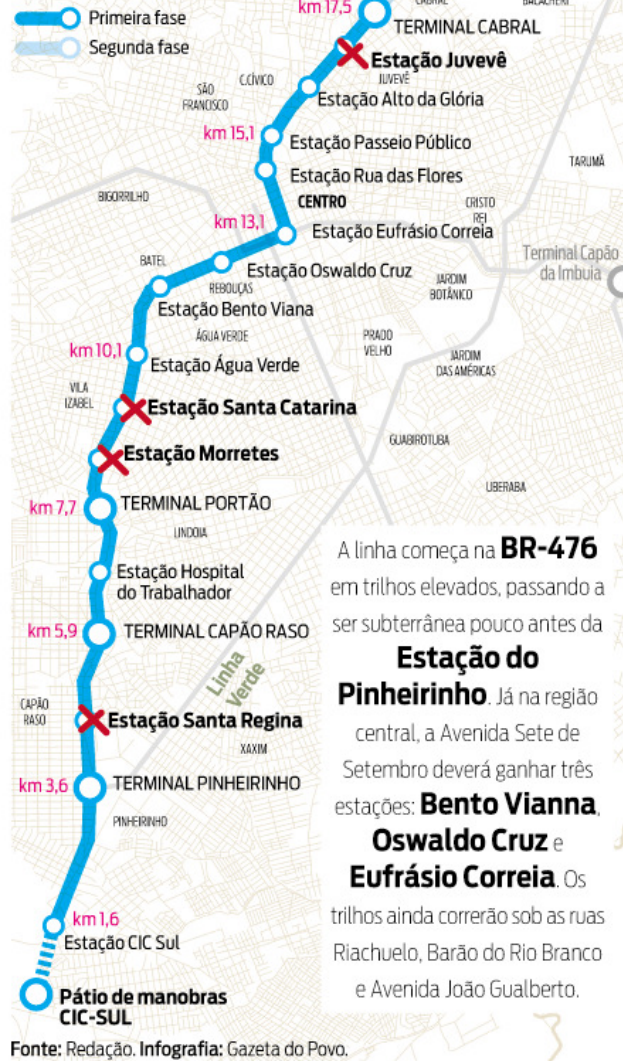 CABRAL
BACACHERI
km 17,5
Primeira fase
TERMINAL CABRAL
Segunda fase
Estação Juvevê
JUVEVÊ
C.CÍVICO
SÃO
FRANCISCO
Estação Alto da Glória
km 15,1
Estação Passeio Público
TARUMÃ
Estação Rua das Flores
BIGORRILHO
CENTRO
CRISTO
REI
km 13,1
Estação Eufrásio Correia
Terminal Capão
da Imbuia
BATEL
Estação Oswaldo Cruz
JARDIM
BOTÂNICO
REBOUÇAS
Estação Bento Viana
ÁGUA VERDE
PRADO
VELHO
km 10,1
Estação Água Verde
JARDIM
DAS AMÉRICAS
VILA
IZABEL
Estação Santa Catarina
GUABIROTUBA
Estação Morretes
UBERABA
km 7,7
TERMINAL PORTÃO
LINDOIA
Estação Hospital
do Trabalhador
km 5,9
TERMINAL CAPÃO RASO
Linha
Verde
CAPÃO
RASO
Estação Santa Regina
XAXIM
km 3,6
TERMINAL PINHEIRINHO
PINHEIRINHO
km 1,6
Estação CIC Sul
Pátio de manobras
CIC-SUL
A linha começa na BR-476
em trilhos elevados, passando a
ser subterrânea pouco antes da
Estação do
Pinheirinho. Já na região
central, a Avenida Sete de
Setembro deverá ganhar três
estações: Bento Vianna,
Oswaldo Cruz e
Eufrásio Correia. Os
trilhos ainda correrão sob as ruas
Riachuelo, Barão do Rio Branco
e Avenida João Gualberto.
Fonte: Redação. Infografia: Gazeta do Povo.